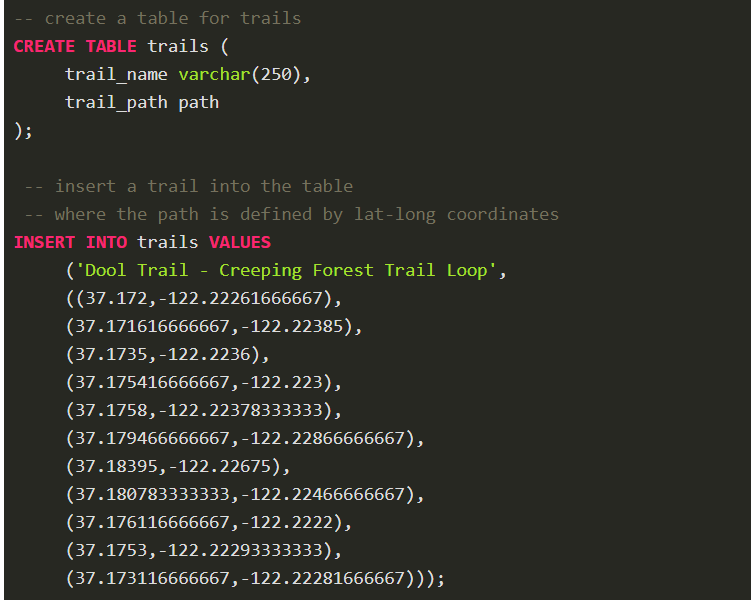 -- create a table for trails
CREATE TABLE trails (
trail_name varchar(250),
trail_path path
);
-- insert a trail into the table
-- where the path is defined by lat-long coordinates
INSERT INTO trails VALUES
('Dool Trail - Creeping Forest Trail Loop',
((37.172,-122.22261666667),
(37.171616666667,-122.22385),
(37.1735,-122.2236),
(37.175416666667,-122.223),
(37.1758,-122.22378333333),
(37.179466666667,-122.22866666667),
(37.18395,-122.22675),
(37.180783333333,-122.22466666667),
(37.176116666667,-122.2222),
(37.1753,-122.22293333333),
(37.173116666667,-122.22281666667)));